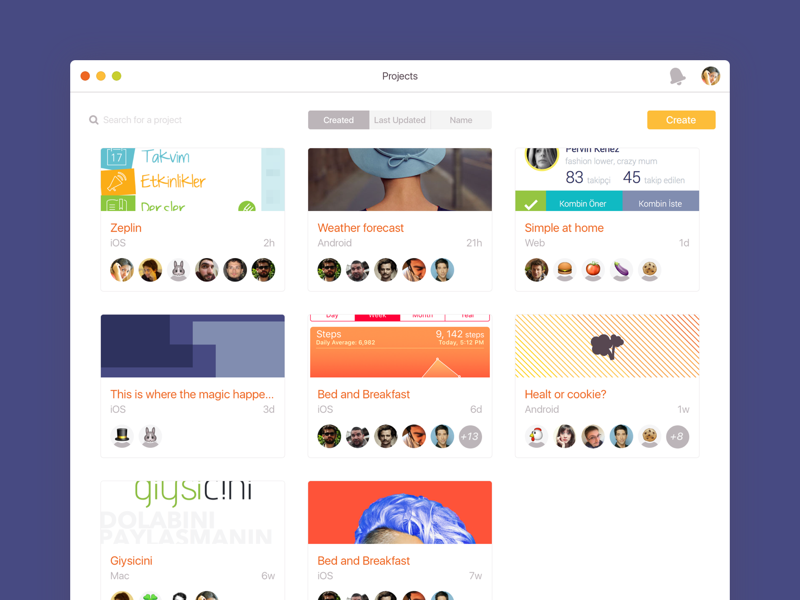 Projects
Search for a project
Created
Last Updated
Name
Create
17
Takvim
Etkinlikler
Dersler
Zeplin
iOS
2h
Weather forecast
Android
21h
Pervin Kenez
fashion lower, crazy mum
83 takipçi
45 takip edilen
Kombin Öner
Kombin İste
Simple at home
Web
1d
This is where the magic happe...
iOS
3d
Day
Week
Month
Year
Steps
9, 142 steps
Daily Average: 6,982
Today, 5:12 PM
Bed and Breakfast
iOS
6d
+13
Healt or cookie?
Android
1w
+8
giysicini
DOLABINI
PAYLAŞMANIN
Giysicini
Mac
6w
Bed and Breakfast
iOS
7w